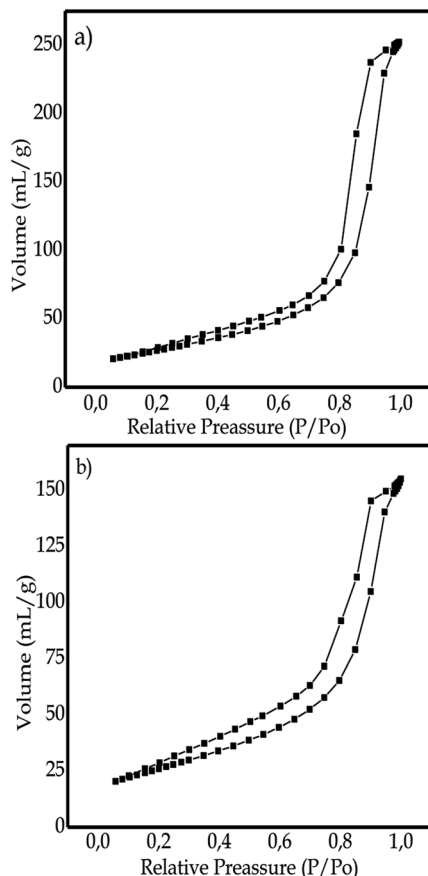 a)
250
200
150
100
50
0
Volume (mL/g)
0,0 0,2 0,4 0,6 0,8 1,0
Relative Preassure (P/Po)
b)
150
125
100
75
50
25
0
Volume (mL/g)
0,0 0,2 0,4 0,6 0,8 1,0
Relative Preassure (P/Po)